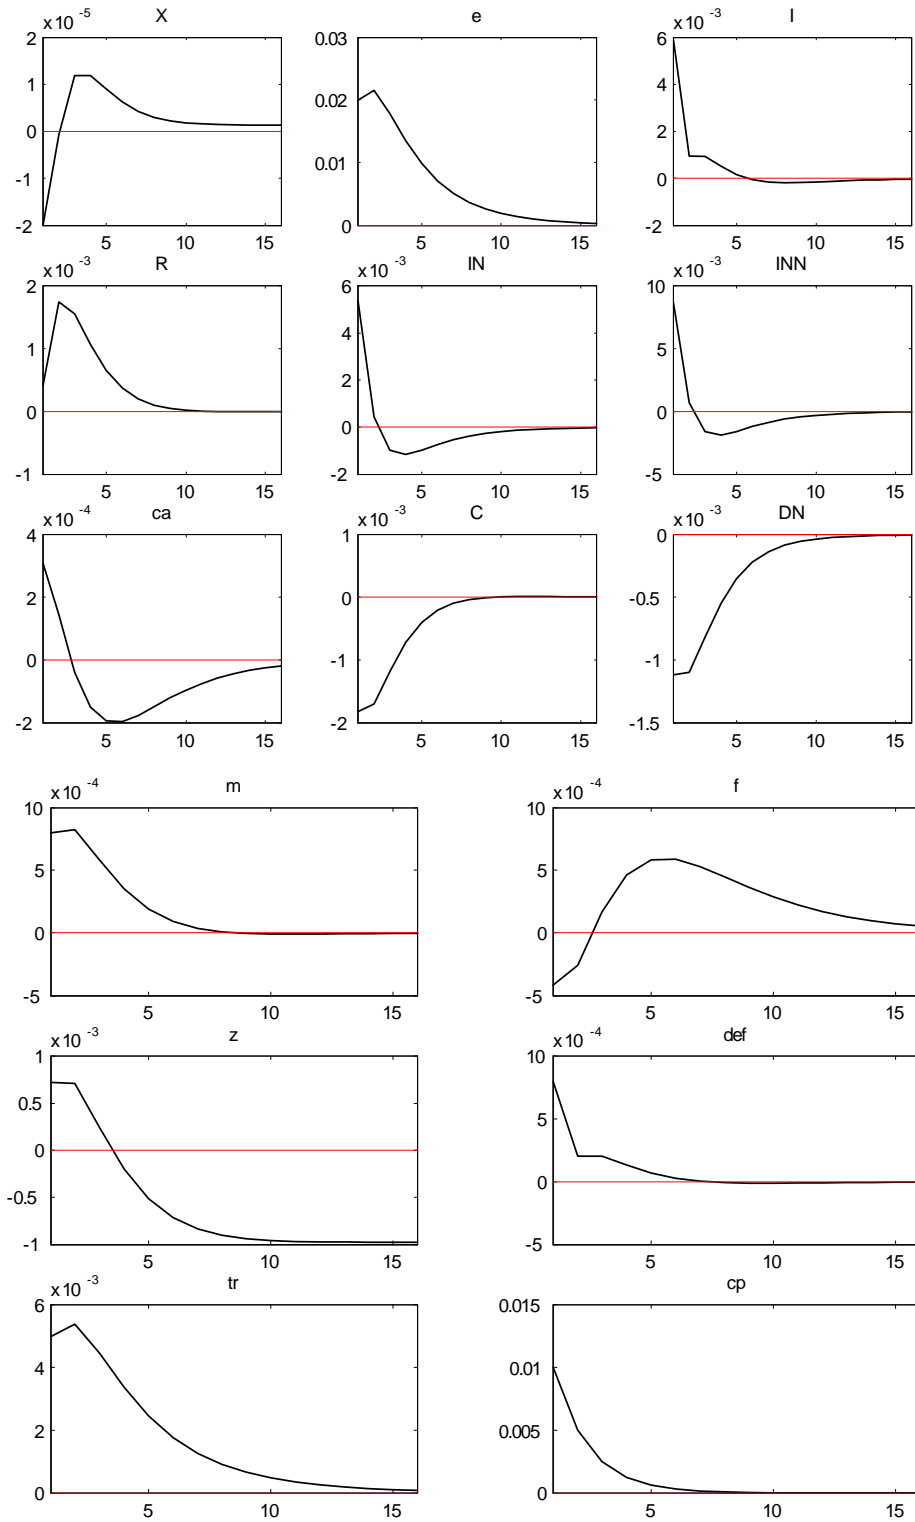 X e I
x 10 -5 x 10 -3
2 0.03 6
1 0.02 4
0 2
-1 0.01 0
-2 0 -2
5 10 15 5 10 15 5 10 15
R IN INN
x 10 -3 x 10 -3 x 10 -3
2 6 10
1 4 5
0 2 0
0
-1 -2 -5
5 10 15 5 10 15 5 10 15
ca C DN
x 10 -4 x 10 -3 x 10 -3
4 1 0
2 0 -0.5
0 -1 -1
-2 -2 -1.5
5 10 15 5 10 15 5 10 15
m f
x 10 -4 x 10 -4
10 10
5 5
0 0
-5 -5
5 10 15 5 10 15
z def
x 10 -3 x 10 -4
1 10
0.5 5
0 0
-0.5
-1 -5
5 10 15 5 10 15
tr cp
x 10 -3
6 0.015
4 0.01
2 0.005
0 0
5 10 15 5 10 15